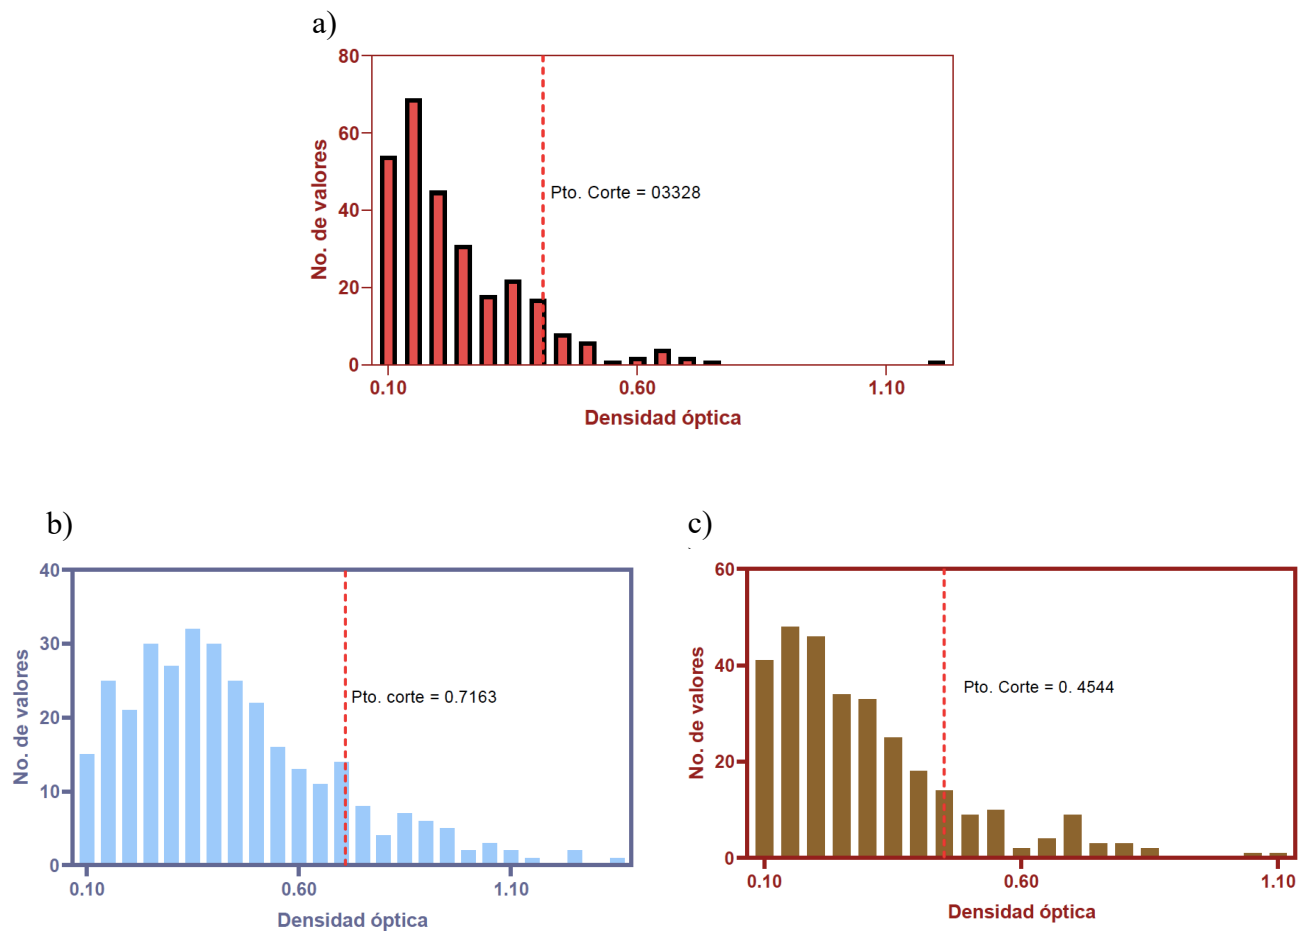 a)
80
60
40
20
0
No. de valores
Pto. Corte = 03328
0.10
0.60
1.10
Densidad óptica
b)
40
30
20
10
0
No. de valores
Pto. corte = 0.7163
0.10
0.60
1.10
Densidad óptica
c)
60
40
20
0
No. de valores
Pto. Corte = 0. 4544
0.10
0.60
1.10
Densidad óptica